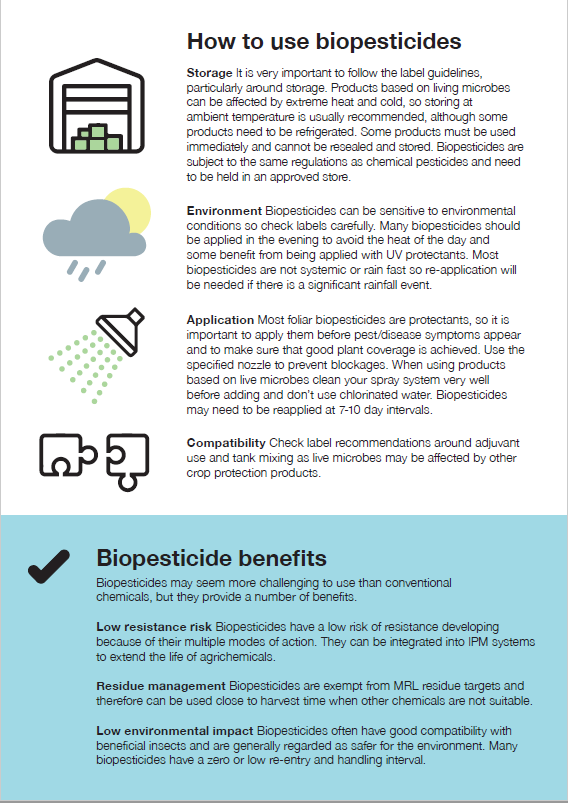 How to use biopesticides
Storage It is very important to follow the label guidelines,
particularly around storage. Products based on living microbes
can be affected by extreme heat and cold, so storing at
ambient temperature is usually recommended, although some
products need to be refrigerated. Some products must be used
immediately and cannot be resealed and stored. Biopesticides are
subject to the same regulations as chemical pesticides and need
to be held in an approved store.
Environment Biopesticides can be sensitive to environmental
conditions so check labels carefully. Many biopesticides should
be applied in the evening to avoid the heat of the day and
some benefit from being applied with UV protectants. Most
biopesticides are not systemic or rain fast so re-application will
be needed if there is a significant rainfall event.
Application Most foliar biopesticides are protectants, so it is
important to apply them before pest/disease symptoms appear
and to make sure that good plant coverage is achieved. Use the
specified nozzle to prevent blockages. When using products
based on live microbes clean your spray system very well
before adding and don't use chlorinated water. Biopesticides
may need to be reapplied at 7-10 day intervals.
Compatibility Check label recommendations around adjuvant
use and tank mixing as live microbes may be affected by other
crop protection products.
Biopesticide benefits
Biopesticides may seem more challenging to use than conventional
chemicals, but they provide a number of benefits.
Low resistance risk Biopesticides have a low risk of resistance developing
because of their multiple modes of action. They can be integrated into IPM systems
to extend the life of agrichemicals.
Residue management Biopesticides are exempt from MRL residue targets and
therefore can be used close to harvest time when other chemicals are not suitable.
Low environmental impact Biopesticides often have good compatibility with
beneficial insects and are generally regarded as safer for the environment. Many
biopesticides have a zero or low re-entry and handling interval.